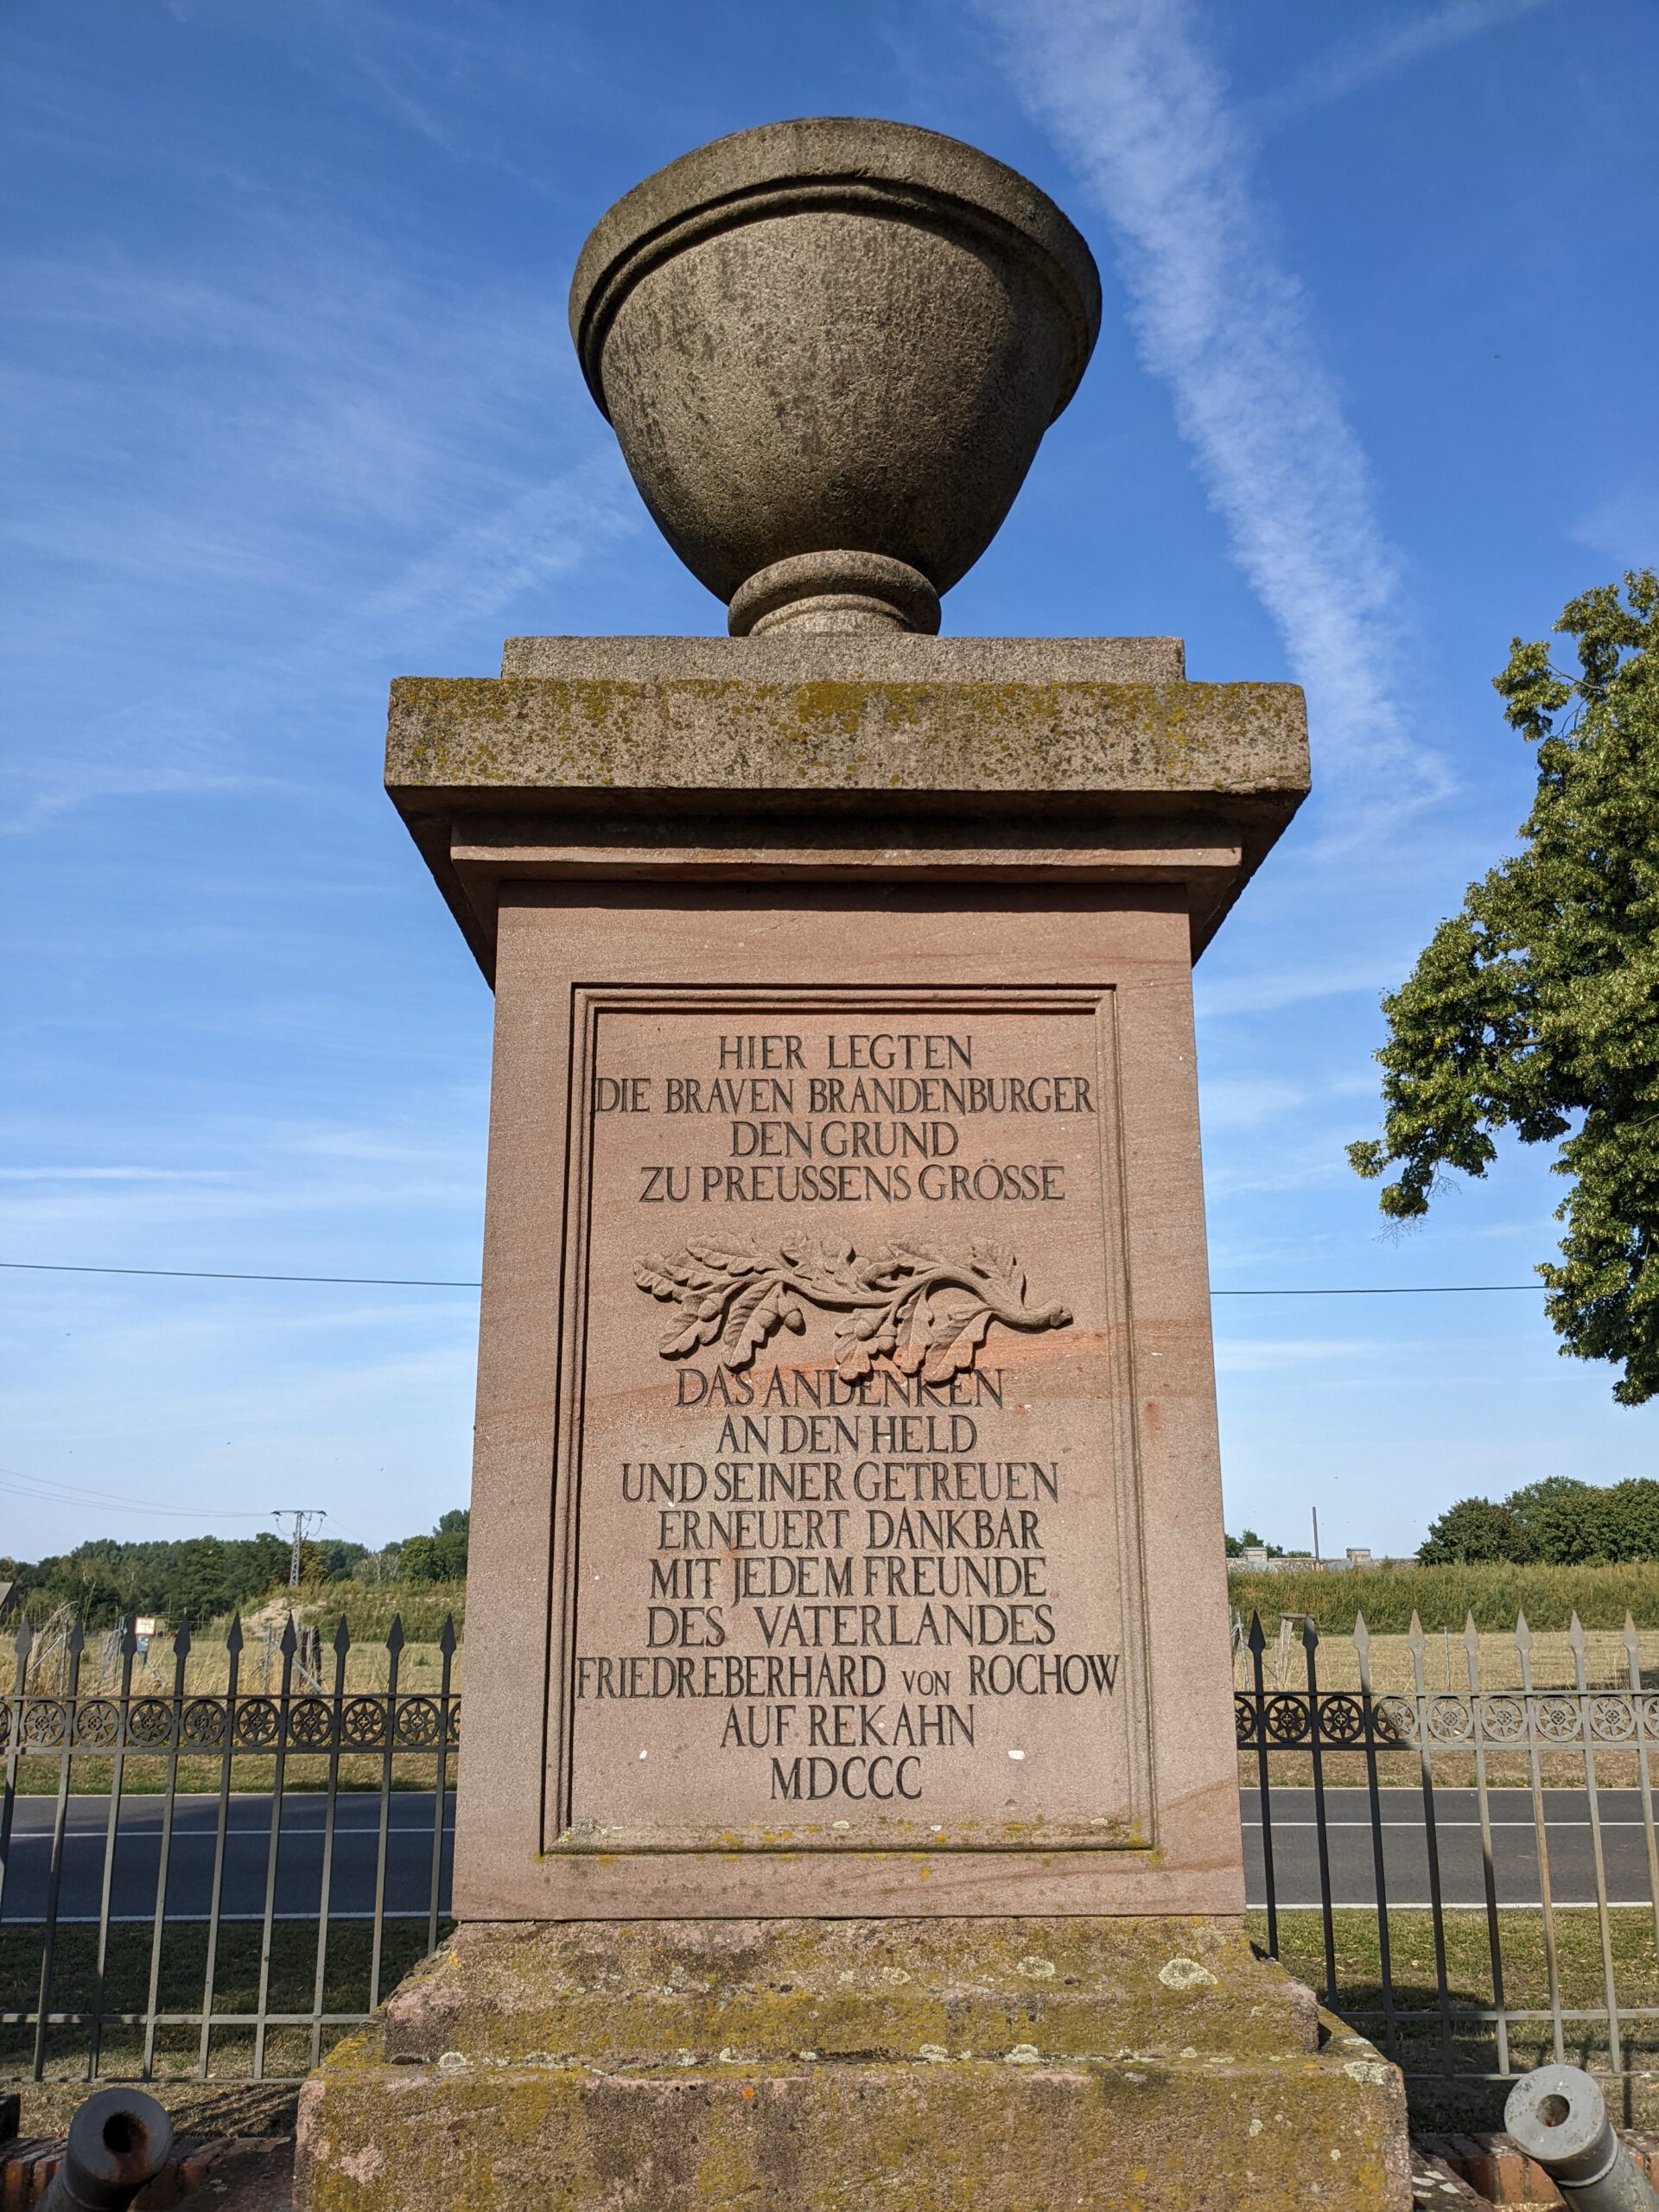 HIER LEGTEN
DIE BRAVEN BRANDENBURGER
DEN GRUND
ZU PREUSSENS GRÖSSE
DAS ANDENKEN
AN DEN HELD
UND SEINER GETREUEN
ERNEUERT DANKBAR
MIT JEDEM FREUNDE
DES VATERLANDES
FRIEDR.EBERHARD VON ROCHOW
AUF REKAHN
MDCCC